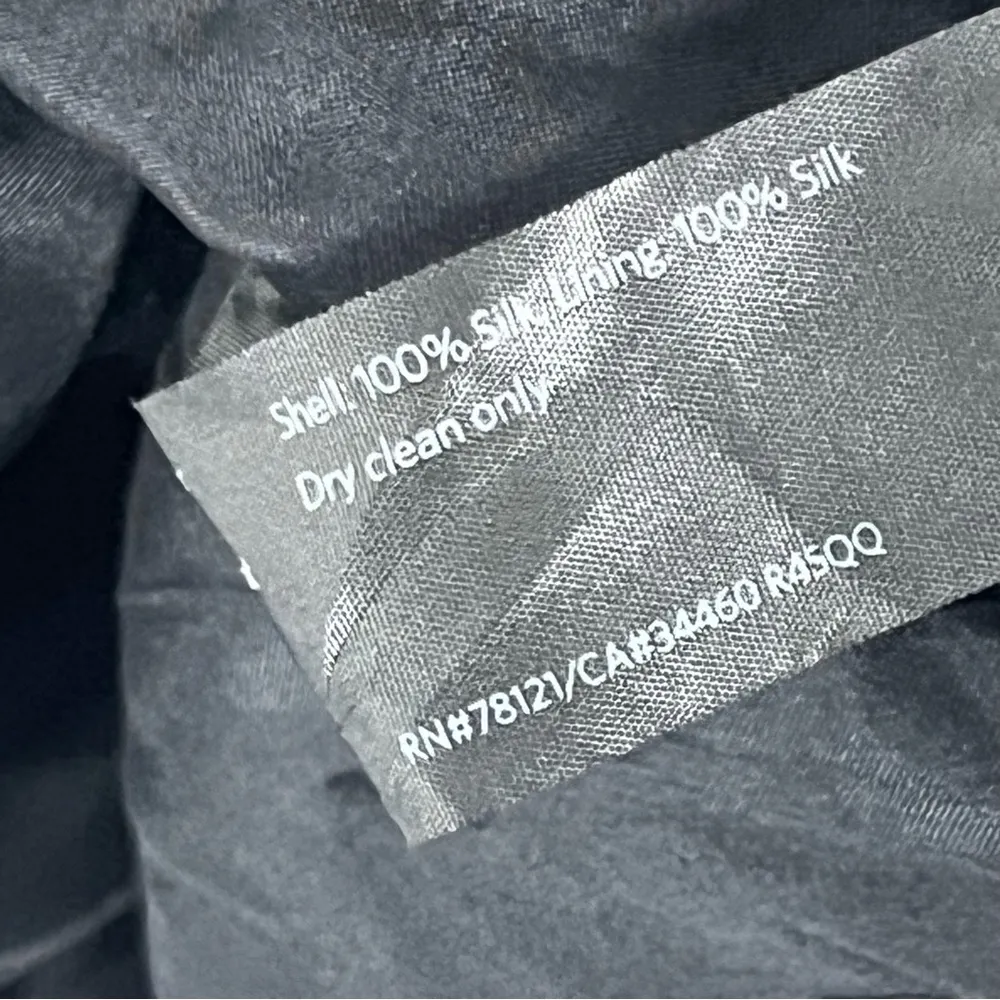 Shell: 100% Silk, Lining: 100% Silk
Dry clean only.
RN#78121/CA#34460 R45QQ